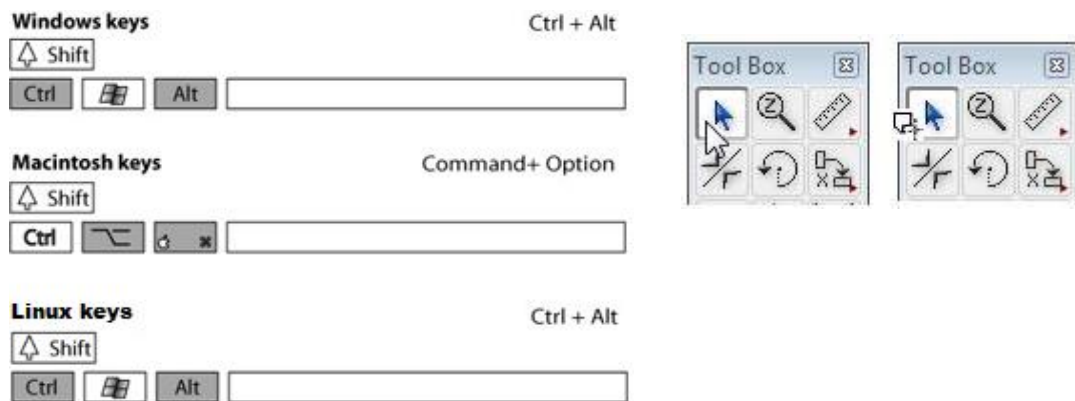 Windows keys Ctrl + Alt
Shift
Ctrl Alt
Macintosh keys Command+ Option
Shift
Ctrl
Linux keys Ctrl + Alt
Shift
Ctrl Alt
Tool Box
Z
X
Tool Box
Z
X